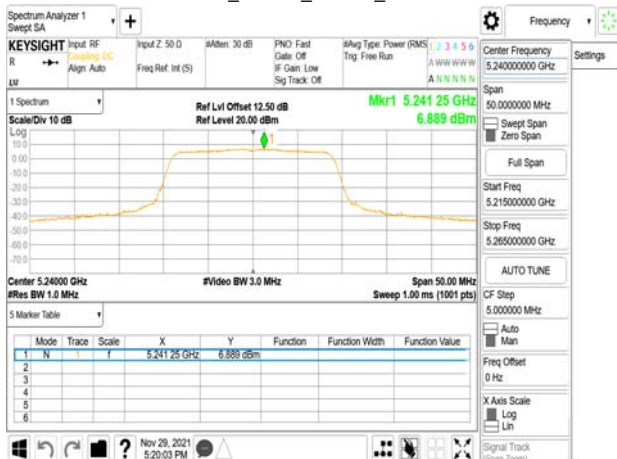 Spectrum Analyzer 1
Swept SA
Frequency
Settings
KEYSIGHT
Input: RF
Coupling: DC
Align: Auto
Input Z: 50 Ω
Freq Ref: Int (S)
#Atten: 30 dB
PNO: Fast
Gate: Off
IF Gain: Low
Sig Track: Off
#Avg Type: Power (RMS
Trig: Free Run
1 2 3 4 5 6
A W W W W W
A N N N N N
R
LW
1 Spectrum
Scale/Div 10 dB
Ref Lvl Offset 12.50 dB
Ref Level 20.00 dBm
Mkr1 5.241 25 GHz
6.889 dBm
Log
10.0
0.00
-10.0
-20.0
-30.0
-40.0
-50.0
-60.0
-70.0
1
Center 5.24000 GHz
#Res BW 1.0 MHz
#Video BW 3.0 MHz
Span 50.00 MHz
Sweep 1.00 ms (1001 pts)
5 Marker Table
Mode Trace Scale X Y Function Function Width Function Value
1 N 1 f 5.241 25 GHz 6.889 dBm
2
3
4
5
6
Nov 29, 2021
5:20:03 PM
Center Frequency
5.240000000 GHz
Span
50.0000000 MHz
Swept Span
Zero Span
Full Span
Start Freq
5.215000000 GHz
Stop Freq
5.265000000 GHz
AUTO TUNE
CF Step
5.000000 MHz
Auto
Man
Freq Offset
0 Hz
X Axis Scale
Log
Lin
Signal Track
(Span Zoom)